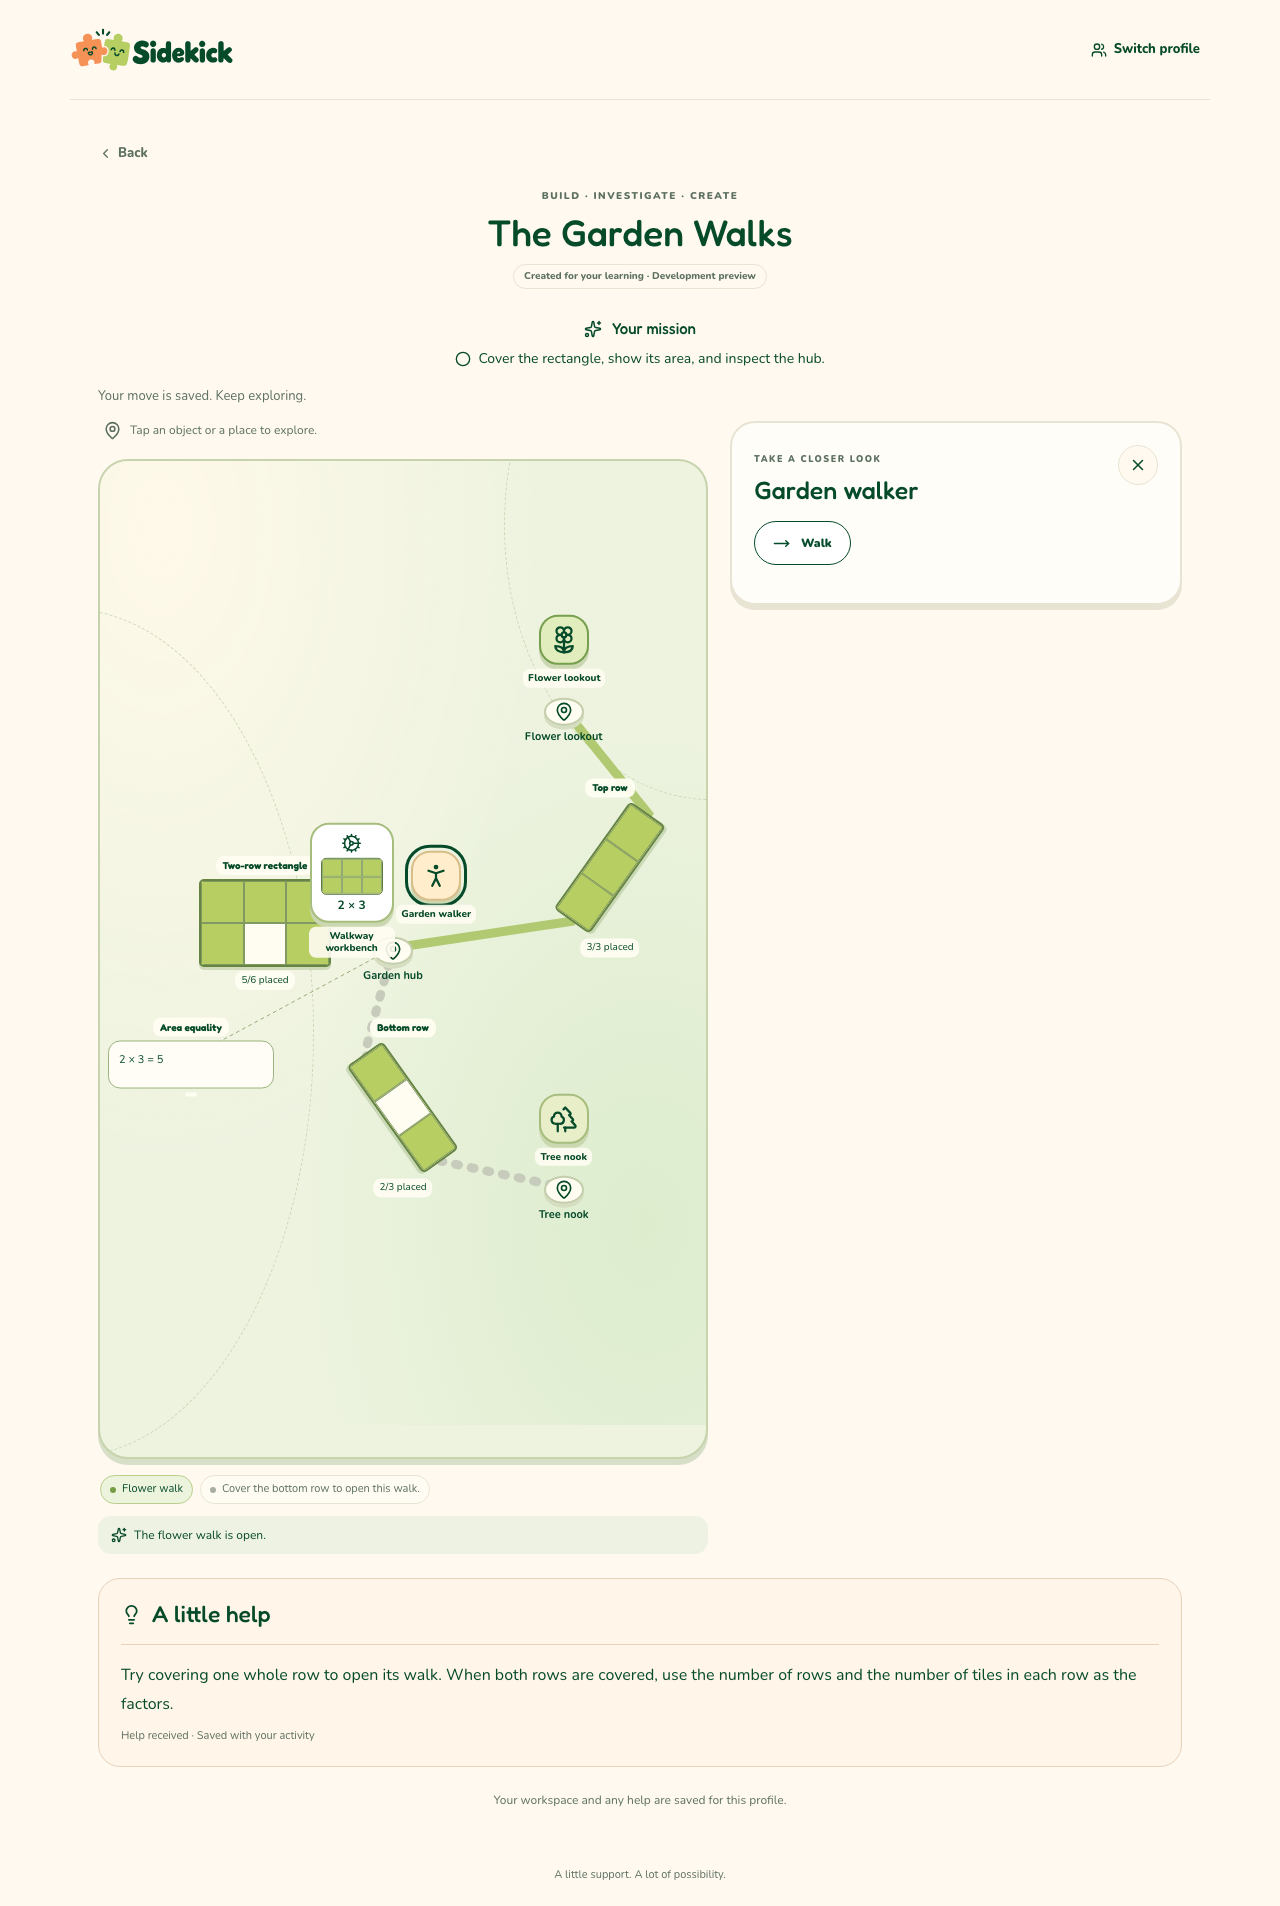 Sidekick
Switch profile
Back
BUILD · INVESTIGATE · CREATE
The Garden Walks
Created for your learning · Development preview
Your mission
Cover the rectangle, show its area, and inspect the hub.
Your move is saved. Keep exploring.
Tap an object or a place to explore.
TAKE A CLOSER LOOK
Garden walker
Walk
Flower lookout
Flower lookout
Top row
Two-row rectangle
2 × 3
Garden walker
Walkway
workbench
3/3 placed
5/6 placed
Garden hub
Area equality
Bottom row
2 × 3 = 5
Tree nook
2/3 placed
Tree nook
Flower walk
Cover the bottom row to open this walk.
The flower walk is open.
A little help
Try covering one whole row to open its walk. When both rows are covered, use the number of rows and the number of tiles in each row as the
factors.
Help received · Saved with your activity
Your workspace and any help are saved for this profile.
A little support. A lot of possibility.